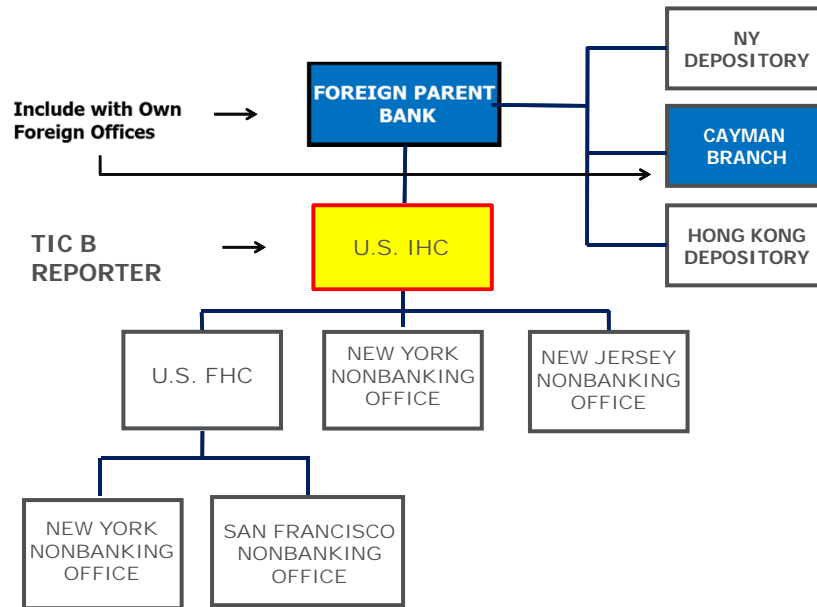 NY
DEPOSITORY
FOREIGN PARENT
BANK
Include with Own
Foreign Offices
CAYMAN
BRANCH
TIC B
REPORTER
U.S. IHC
HONG KONG
DEPOSITORY
U.S. FHC
NEW YORK
NONBANKING
OFFICE
NEW JERSEY
NONBANKING
OFFICE
NEW YORK
NONBANKING
OFFICE
SAN FRANCISCO
NONBANKING
OFFICE